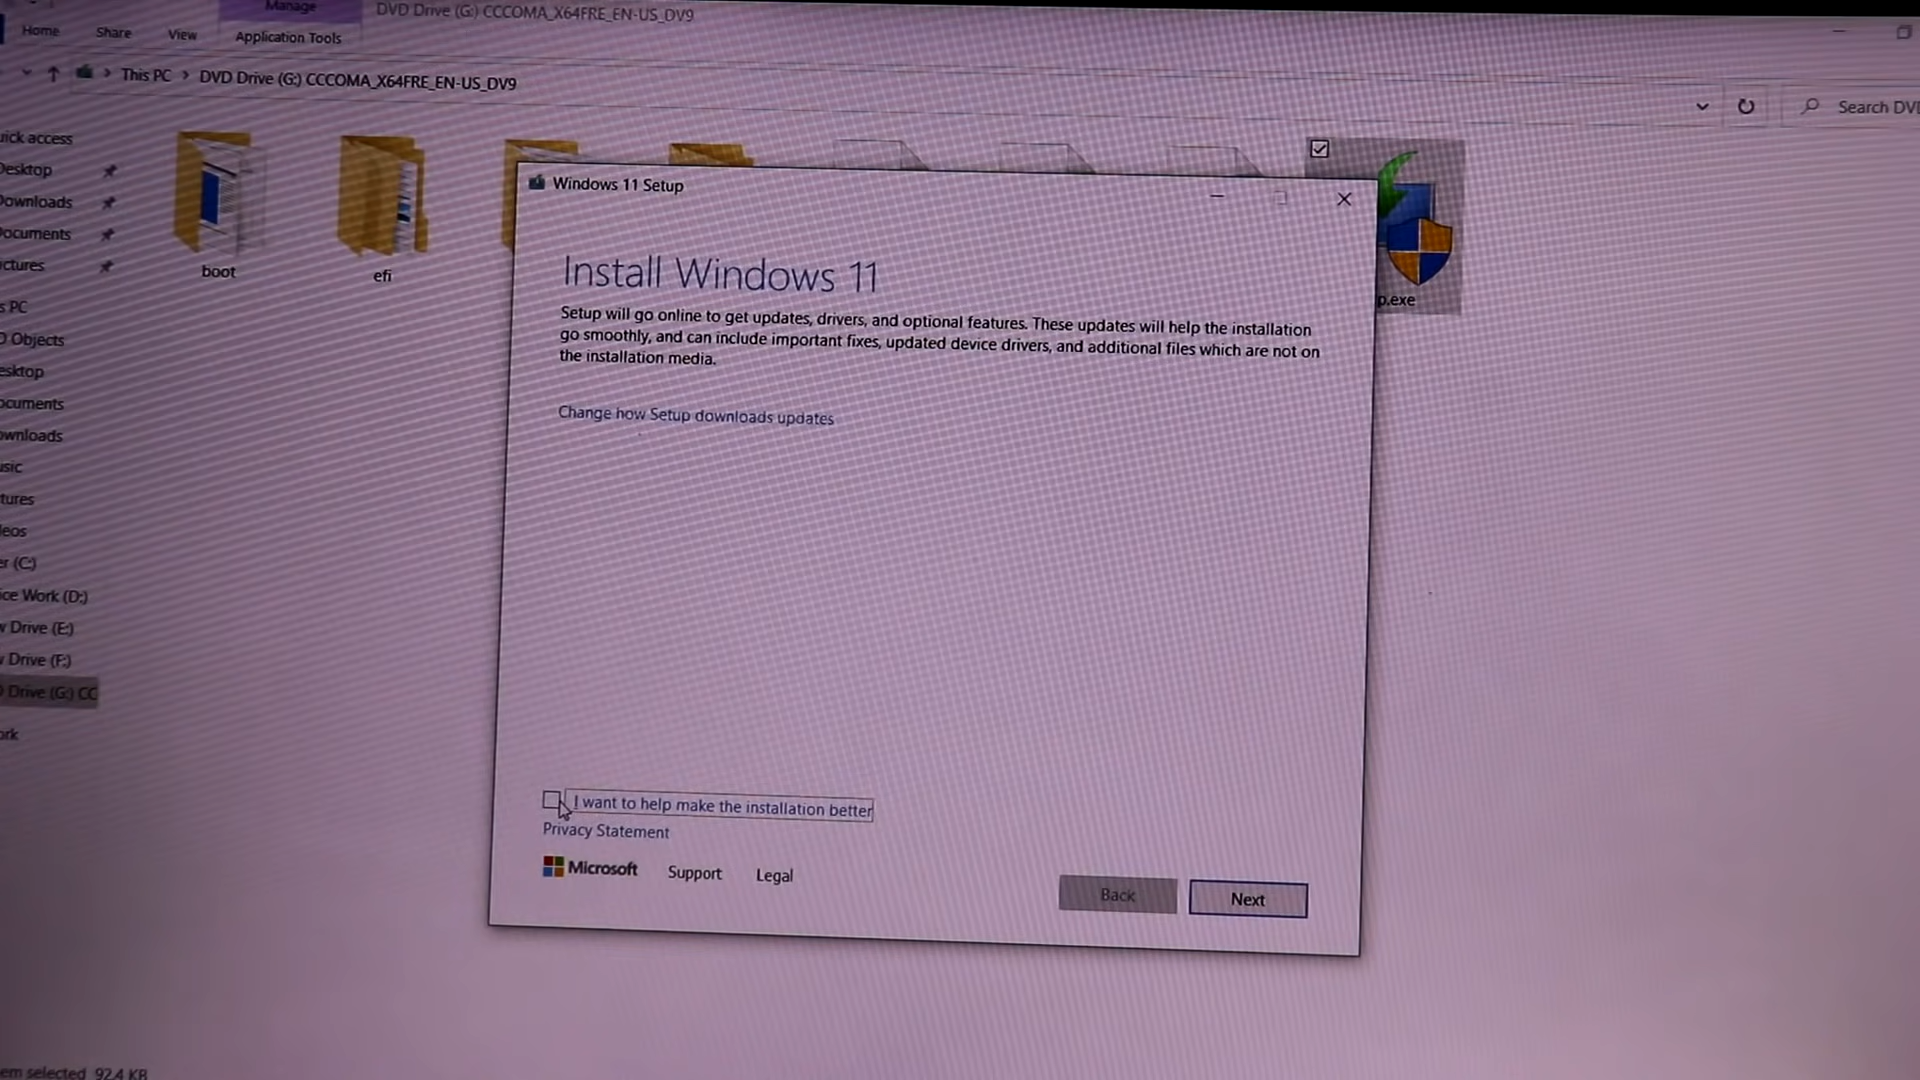 Manage
DVD Drive (G:) CCCOMA_X64FRE_EN-US_DV9
Home
Share
View
Application Tools
This PC
DVD Drive (G:) CCCOMA_X64FRE_EN-US_DV9
Search DVD
uick access
Desktop
Downloads
Documents
ictures
s PC
D Objects
esktop
ocuments
ownloads
usic
tures
deos
er (C:)
ice Work (D:)
w Drive (E:)
v Drive (F:)
D Drive (G:) CC
ork
boot
efi
p.exe
Windows 11 Setup
Install Windows 11
Setup will go online to get updates, drivers, and optional features. These updates will help the installation
go smoothly, and can include important fixes, updated device drivers, and additional files which are not on
the installation media.
Change how Setup downloads updates
I want to help make the installation better
Privacy Statement
Microsoft
Support
Legal
Back
Next
em selected 92.4 KB